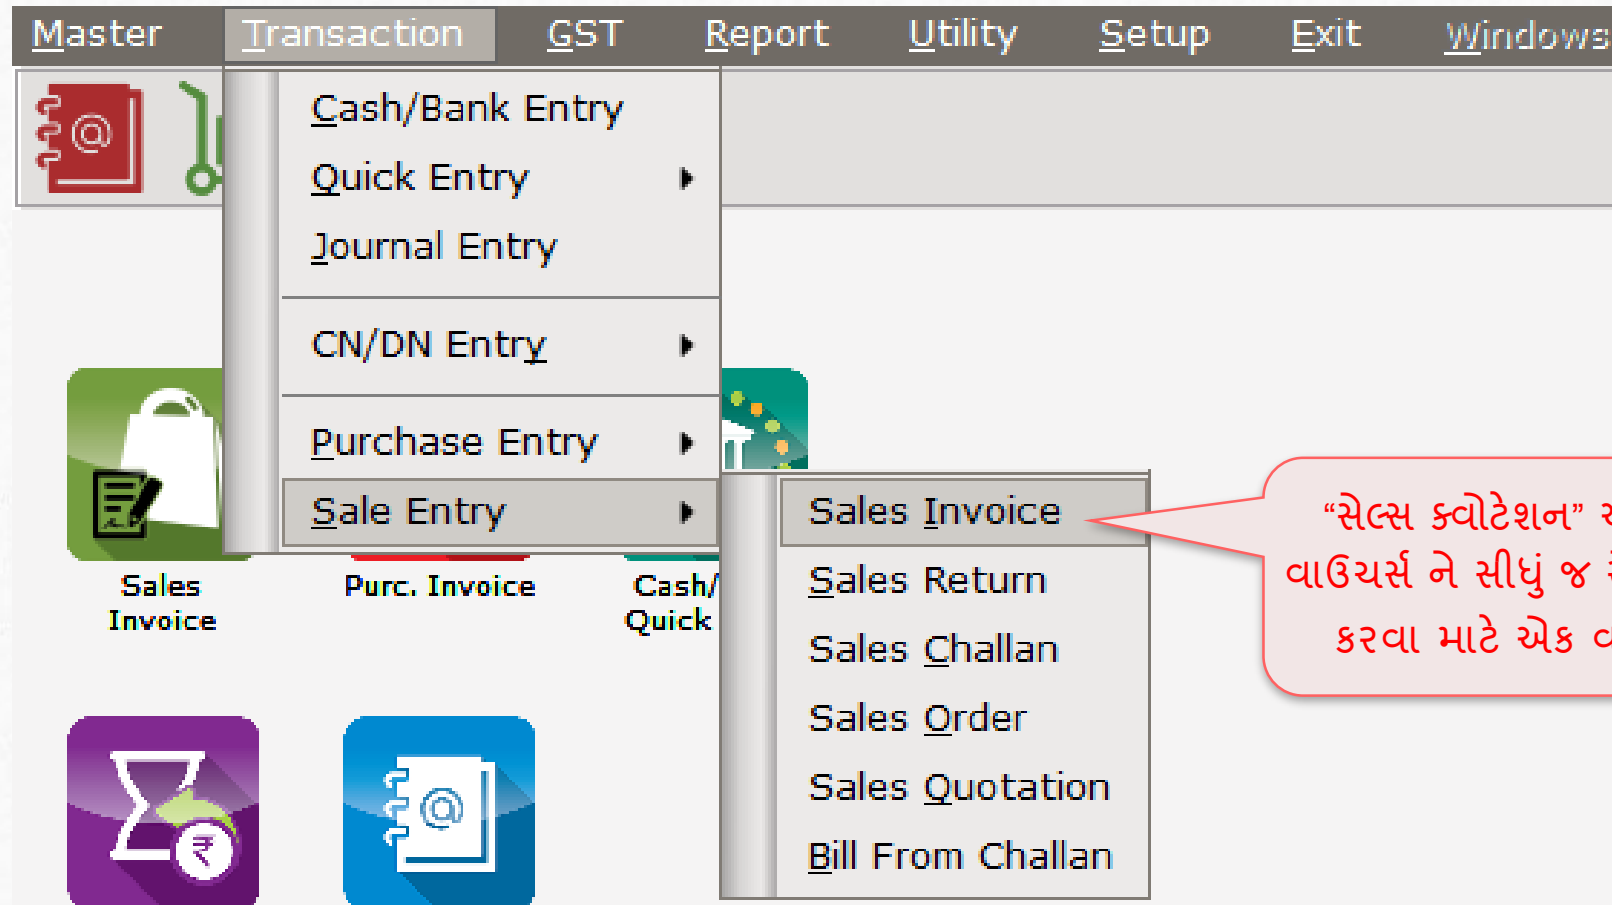 Master Transaction GST Report Utility Setup Exit Windows
Cash/Bank Entry
Quick Entry
Journal Entry
CN/DN Entry
Purchase Entry
Sale Entry
Sales Invoice
Sales Return
Sales Challan
Sales Order
Sales Quotation
Bill From Challan
“સેલ્સ ક્વોટેશન”
વાઉચર્સ ને સીધું જ
કરવા માટે એક
Sales
Invoice
Purc. Invoice
Cash/
Quick